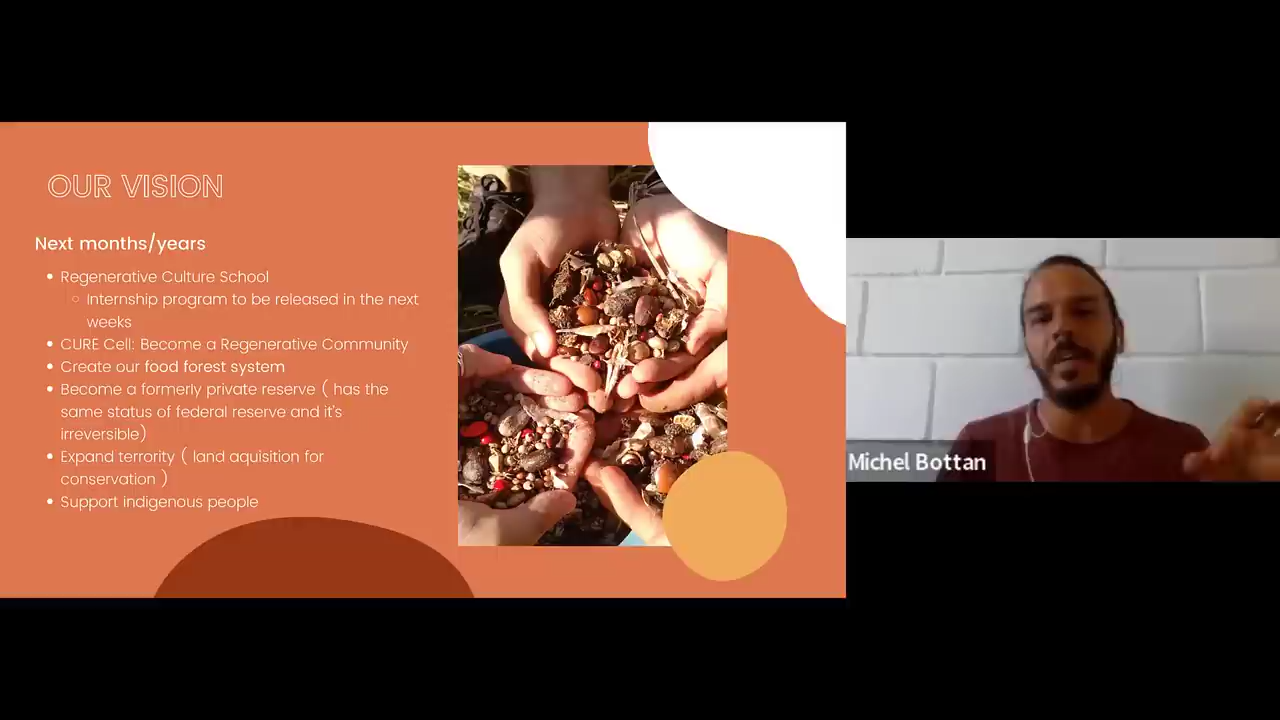 OUR VISION
Next months/years
• Regenerative Culture School
○ Internship program to be released in the next
weeks
• CURE Cell: Become a Regenerative Community
• Create our food forest system
• Become a formerly private reserve ( has the
same status of federal reserve and it's
irreversible)
• Expand terrority ( land aquisition for
conservation )
• Support indigenous people
Michel Bottan